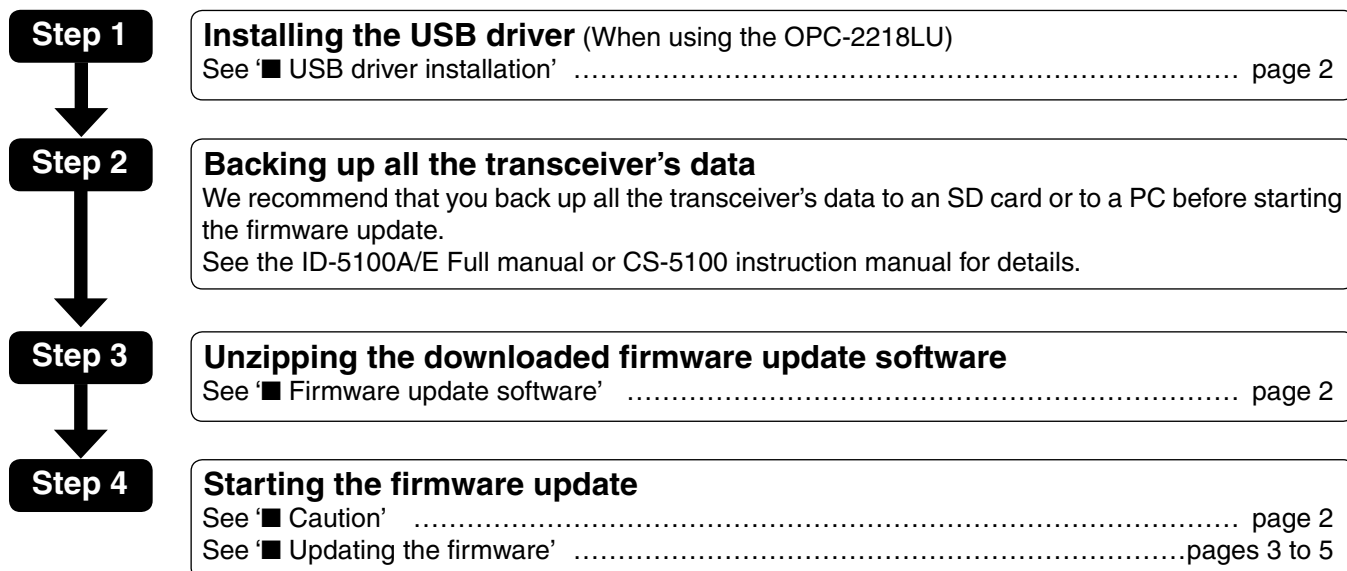 Step 1
Installing the USB driver (When using the OPC-2218LU)
See ‘■ USB driver installation’ ........................................................................ page 2
Step 2
Backing up all the transceiver’s data
We recommend that you back up all the transceiver’s data to an SD card or to a PC before starting
the firmware update.
See the ID-5100A/E Full manual or CS-5100 instruction manual for details.
Step 3
Unzipping the downloaded firmware update software
See ‘■ Firmware update software’ .................................................................. page 2
Step 4
Starting the firmware update
See ‘■ Caution’ ......................................................................................... page 2
See ‘■ Updating the firmware’ ..................................................................pages 3 to 5